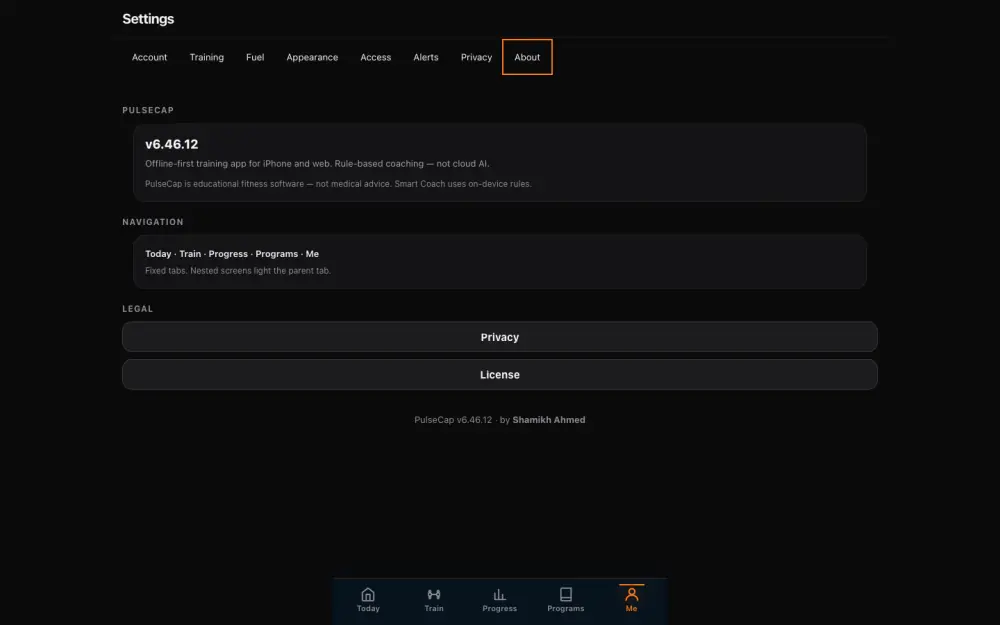 Settings
Account Training Fuel Appearance Access Alerts Privacy About
PULSECAP
v6.46.12
Offline-first training app for iPhone and web. Rule-based coaching — not cloud AI.
PulseCap is educational fitness software — not medical advice. Smart Coach uses on-device rules.
NAVIGATION
Today · Train · Progress · Programs · Me
Fixed tabs. Nested screens light the parent tab.
LEGAL
Privacy
License
PulseCap v6.46.12 · by Shamikh Ahmed
Today Train Progress Programs Me